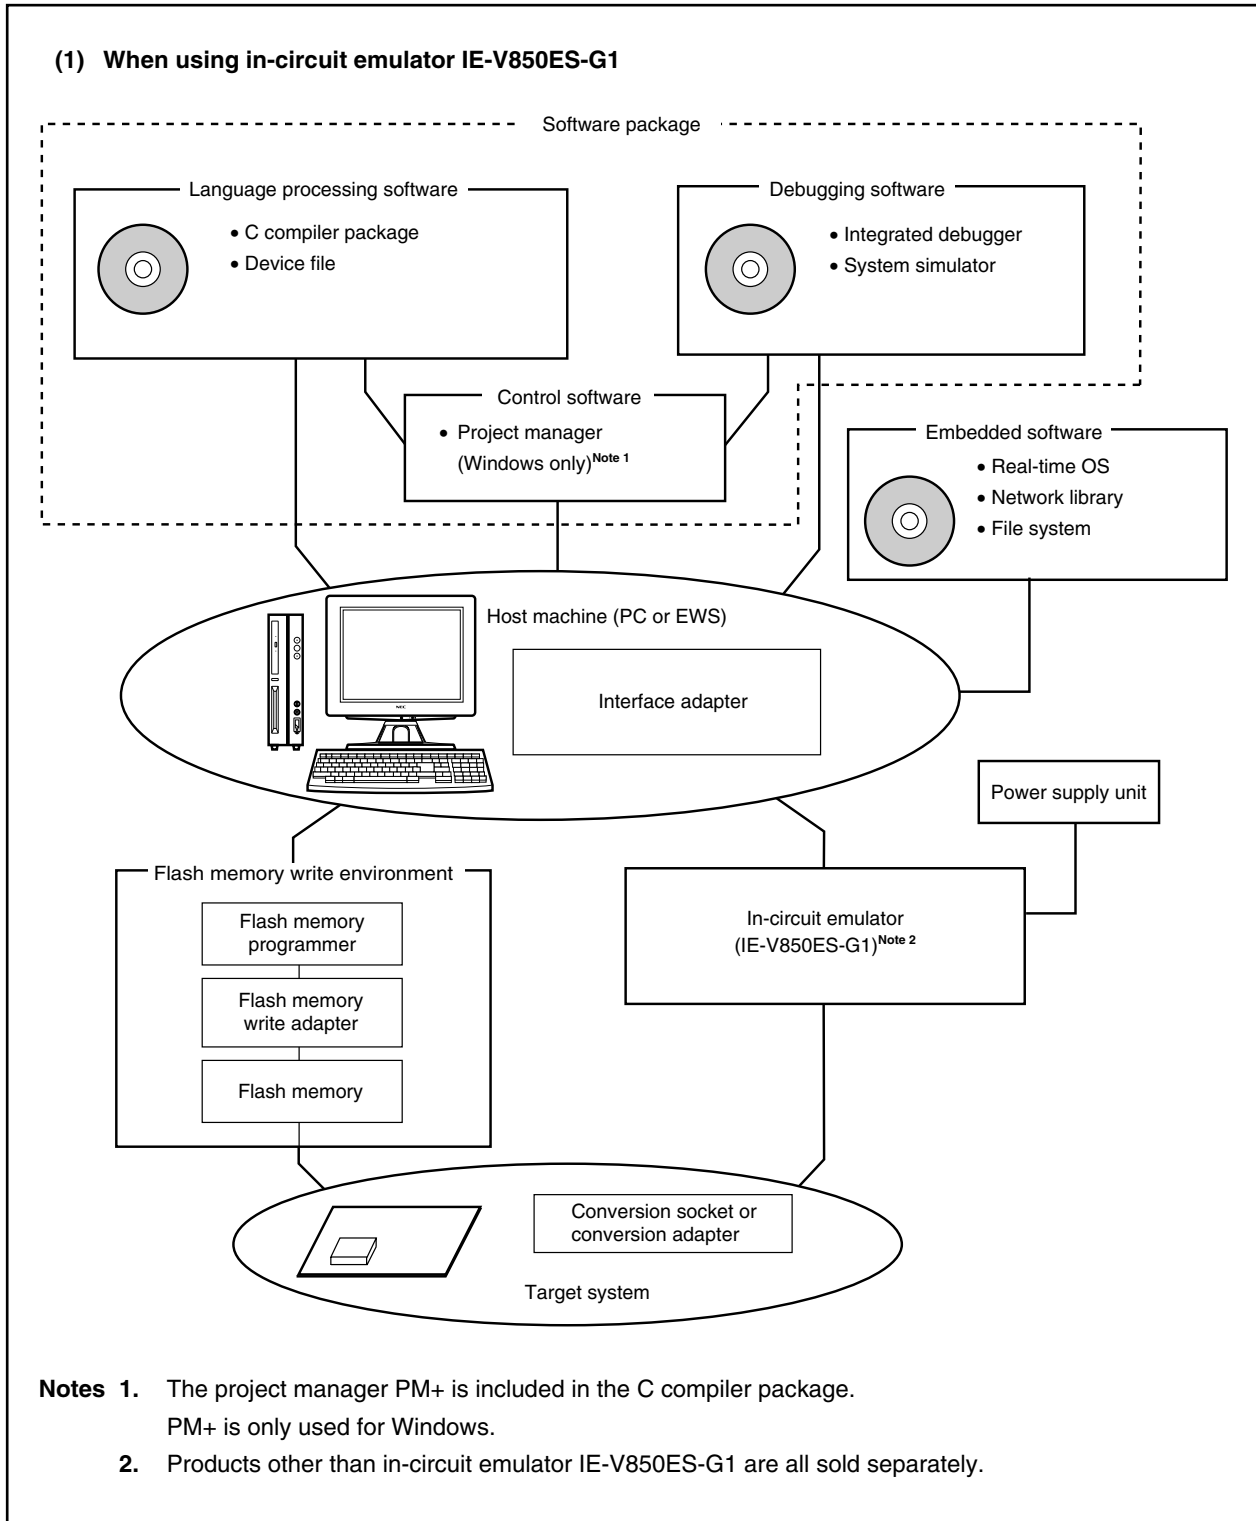 (1) When using in-circuit emulator IE-V850ES-G1
Software package
Language processing software
• C compiler package
• Device file
Debugging software
• Integrated debugger
• System simulator
Control software
• Project manager
(Windows only)Note 1
Embedded software
• Real-time OS
• Network library
• File system
Host machine (PC or EWS)
Interface adapter
NEC
Power supply unit
Flash memory write environment
Flash memory
programmer
Flash memory
write adapter
Flash memory
In-circuit emulator
(IE-V850ES-G1)Note 2
Conversion socket or
conversion adapter
Target system
Notes 1. The project manager PM+ is included in the C compiler package.
PM+ is only used for Windows.
2. Products other than in-circuit emulator IE-V850ES-G1 are all sold separately.